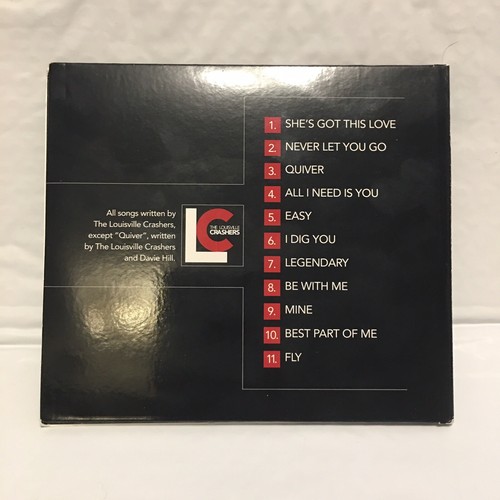 1. SHE'S GOT THIS LOVE
2. NEVER LET YOU GO
3. QUIVER
4. ALL I NEED IS YOU
5. EASY
6. I DIG YOU
7. LEGENDARY
8. BE WITH ME
9. MINE
10. BEST PART OF ME
11. FLY
All songs written by
The Louisville Crashers,
except "Quiver", written
by The Louisville Crashers
and Davie Hill.
LC
THE LOUISVILLE
CRASHERS